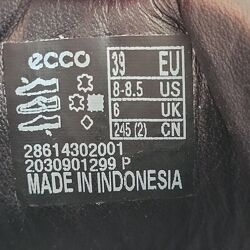 ecco
39 EU
8-8.5 US
6 UK
245 (2) CN
28614302001
2030901299 P
MADE IN INDONESIA